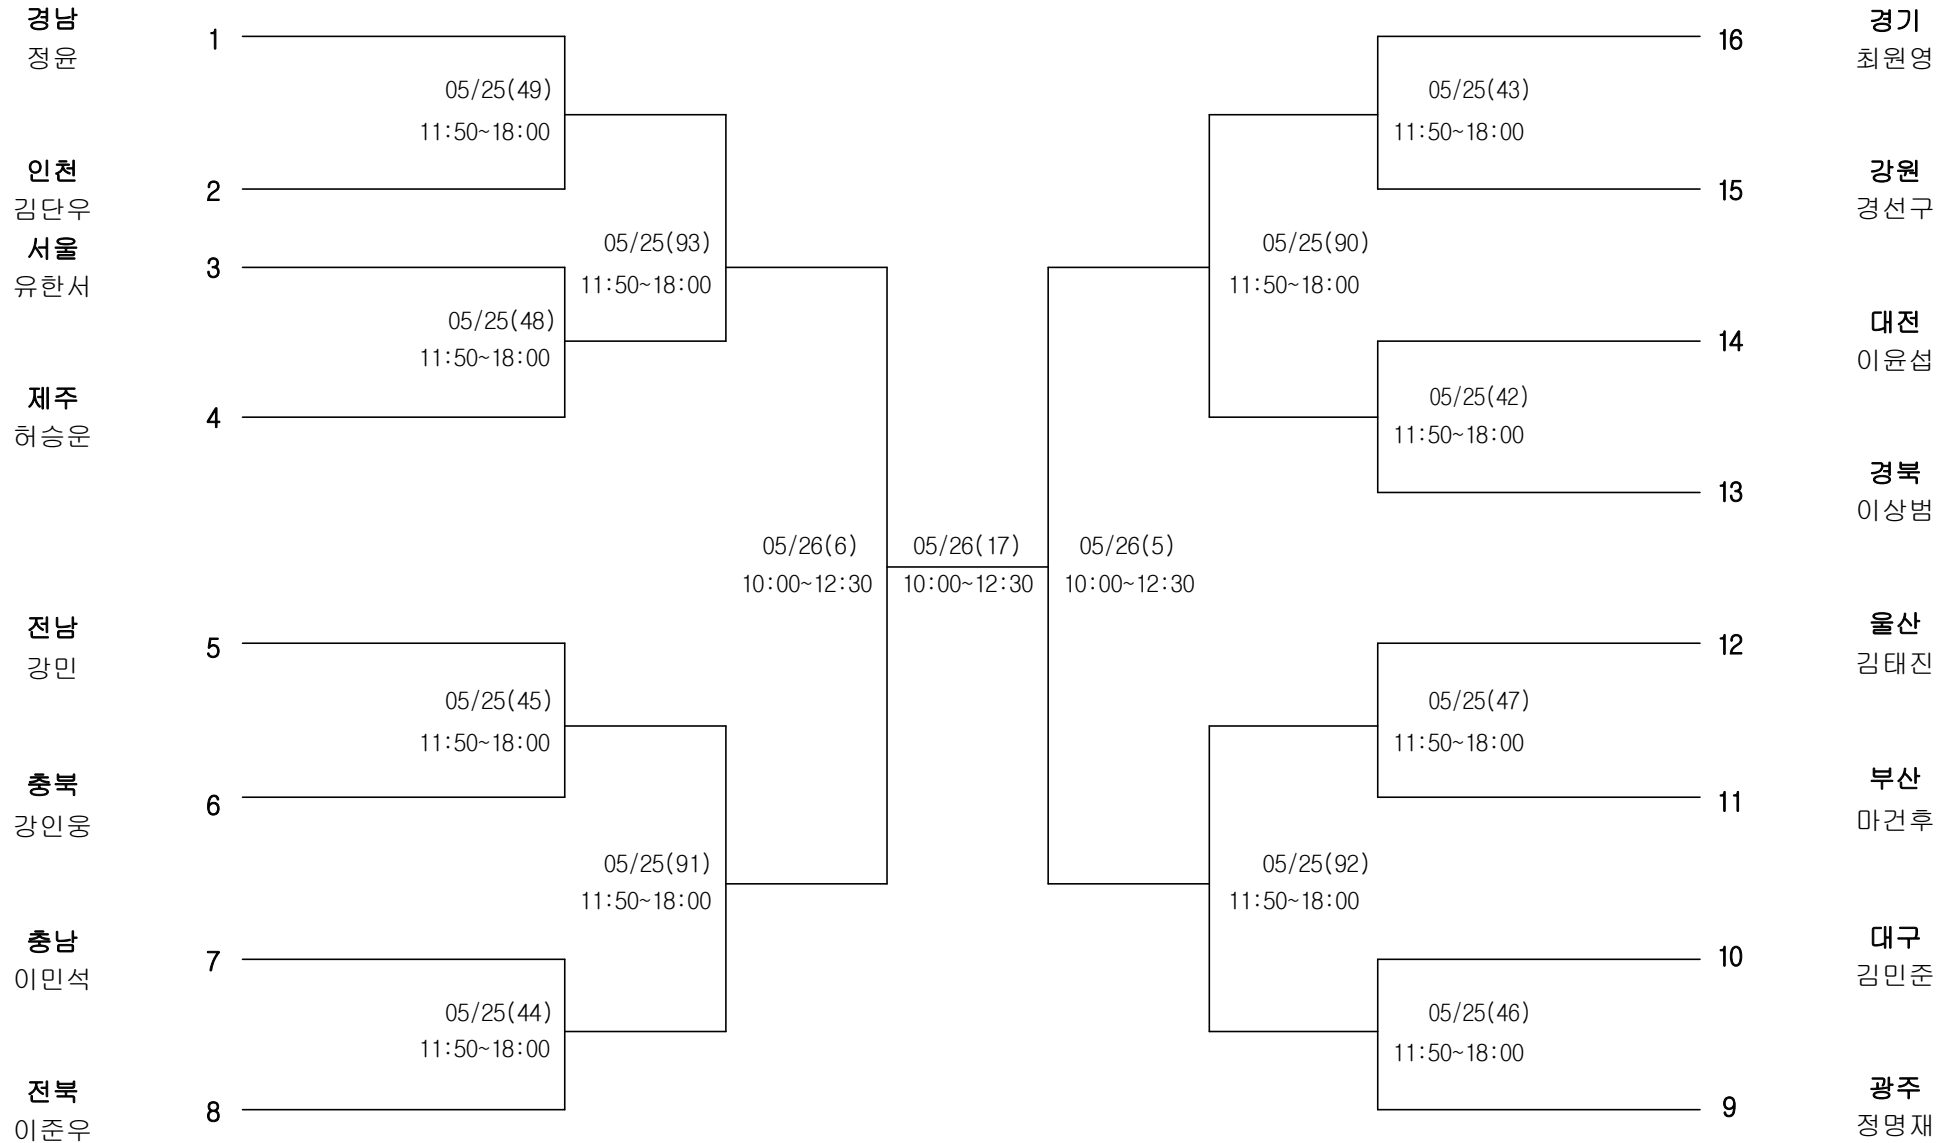 경남
정윤
1
05/25(49)
11:50~18:00
인천
김단우
2
서울
유한서
3
05/25(93)
11:50~18:00
05/25(48)
11:50~18:00
제주
허승운
4
05/26(6)
10:00~12:30
전남
강민
5
05/25(45)
11:50~18:00
충북
강인웅
6
05/25(91)
11:50~18:00
충남
이민석
7
05/25(44)
11:50~18:00
전북
이준우
8
05/26(17)
10:00~12:30
경기
최원영
16
05/25(43)
11:50~18:00
강원
경선구
15
05/25(90)
11:50~18:00
대전
이윤섭
14
05/25(42)
11:50~18:00
경북
이상범
13
05/26(5)
10:00~12:30
울산
김태진
12
05/25(47)
11:50~18:00
부산
마건후
11
05/25(92)
11:50~18:00
대구
김민준
10
05/25(46)
11:50~18:00
광주
정명재
9